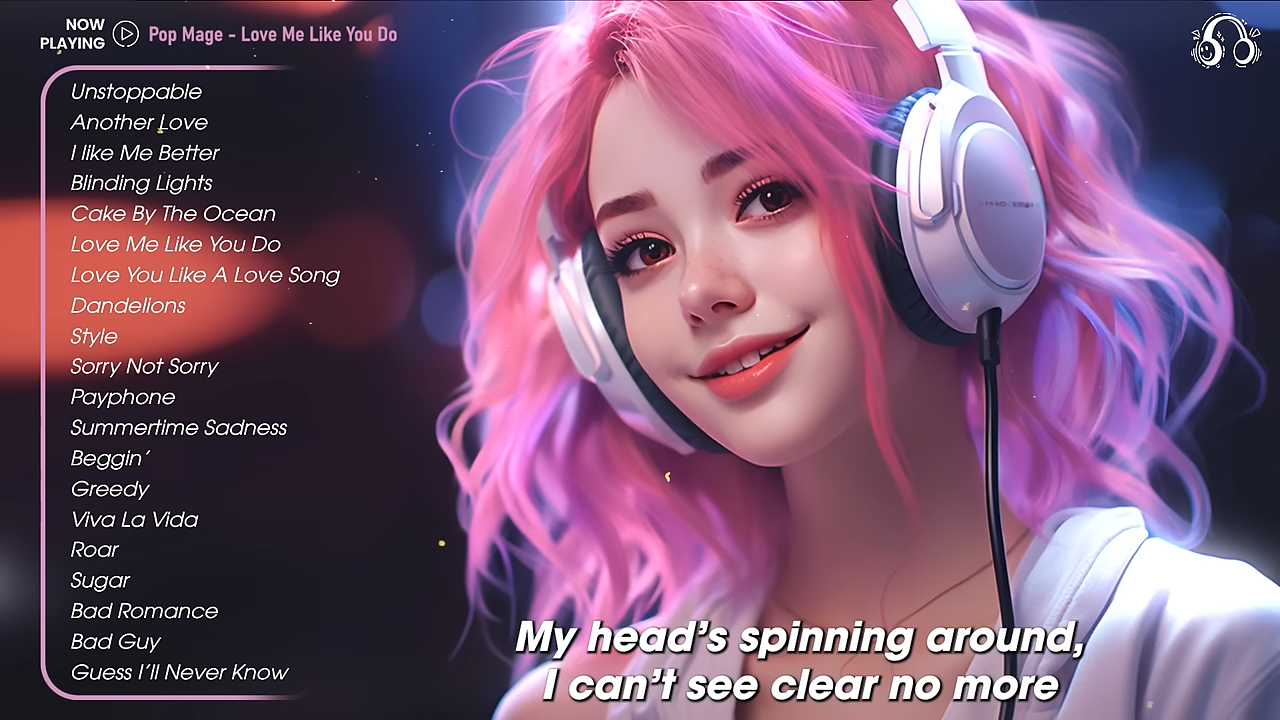 NOW
PLAYING
Pop Mage - Love Me Like You Do
Unstoppable
Another Love
I like Me Better
Blinding Lights
Cake By The Ocean
Love Me Like You Do
Love You Like A Love Song
Dandelions
Style
Sorry Not Sorry
Payphone
Summertime Sadness
Beggin’
Greedy
Viva La Vida
Roar
Sugar
Bad Romance
Bad Guy
Guess I’ll Never Know
My head’s spinning around,
I can’t see clear no more